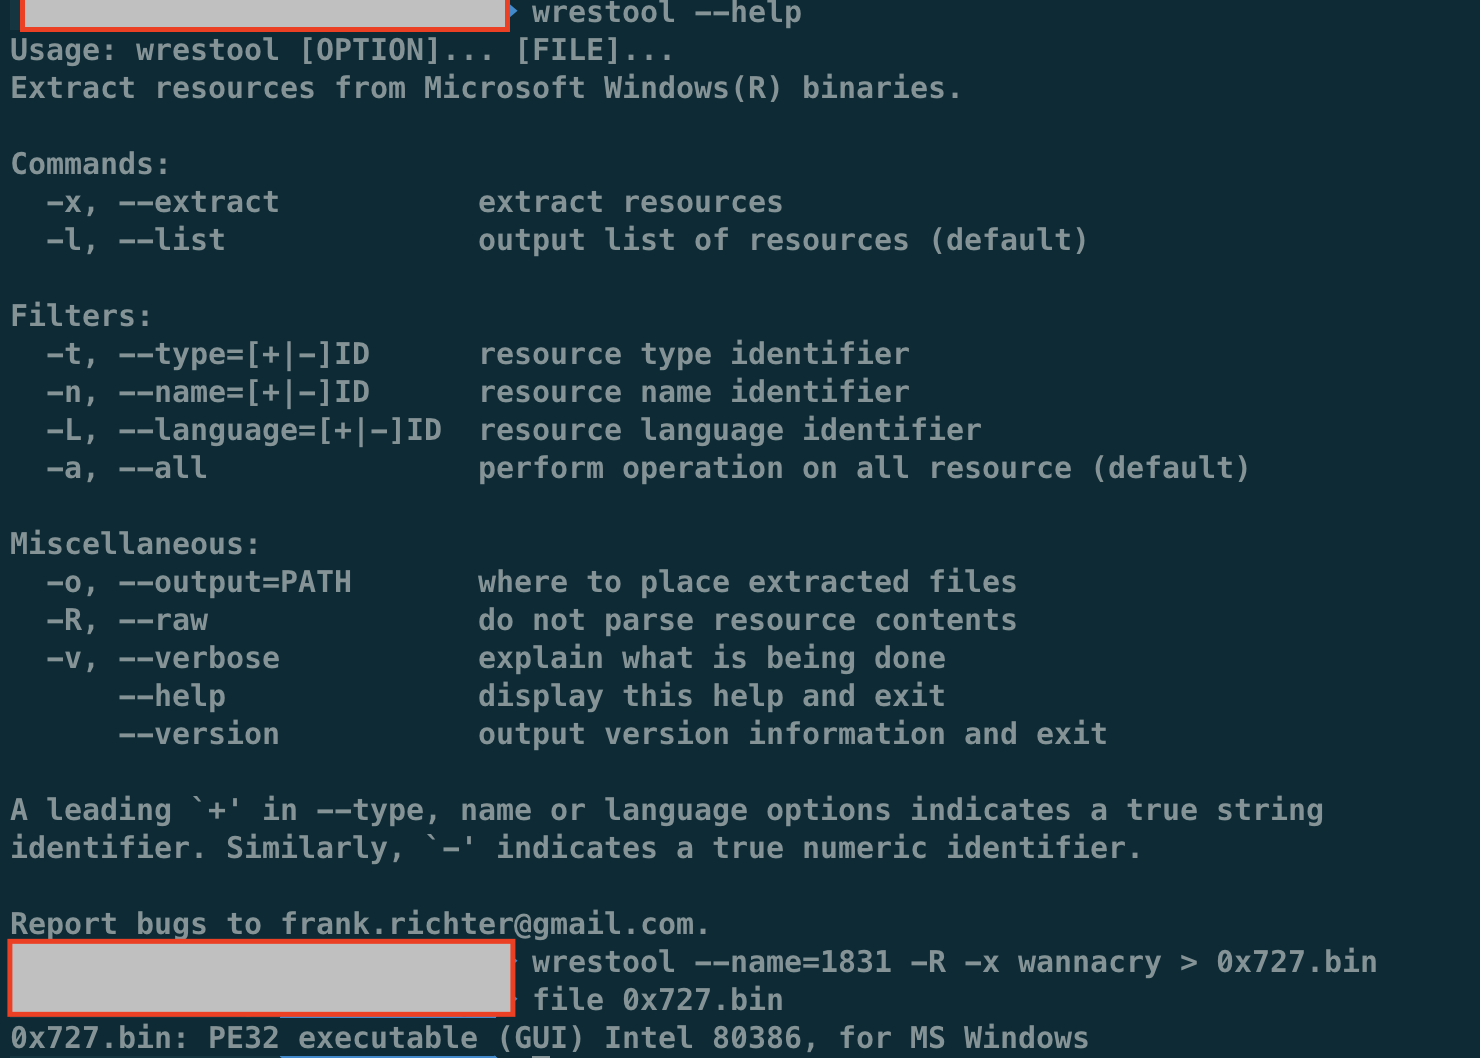 wrestool --help
Usage: wrestool [OPTION]... [FILE]...
Extract resources from Microsoft Windows(R) binaries.
Commands:
-x, --extract extract resources
-l, --list output list of resources (default)
Filters:
-t, --type=[+|-]ID resource type identifier
-n, --name=[+|-]ID resource name identifier
-L, --language=[+|-]ID resource language identifier
-a, --all perform operation on all resource (default)
Miscellaneous:
-o, --output=PATH where to place extracted files
-R, --raw do not parse resource contents
-v, --verbose explain what is being done
--help display this help and exit
--version output version information and exit
A leading `+' in --type, name or language options indicates a true string
identifier. Similarly, `-' indicates a true numeric identifier.
Report bugs to frank.richter@gmail.com.
wrestool --name=1831 -R -x wannacry > 0x727.bin
file 0x727.bin
0x727.bin: PE32 executable (GUI) Intel 80386, for MS Windows